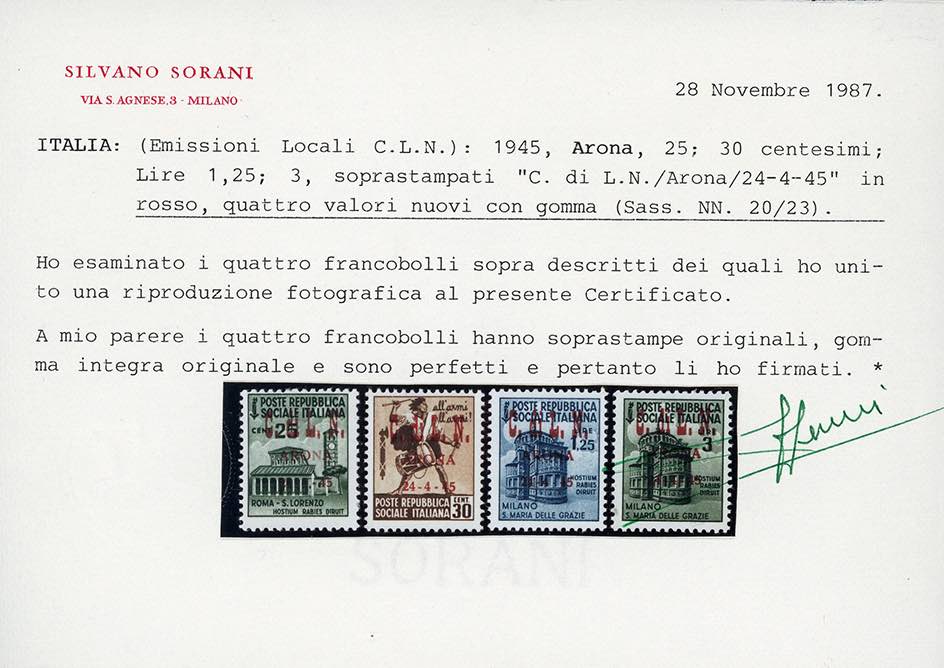 SILVANO SORANI
VIA S. AGNESE, 3 - MILANO
28 Novembre 1987.
ITALIA: (Emissioni Locali C.L.N.): 1945, Arona, 25; 30 centesimi;
Lire 1,25; 3, soprastampati "C. di L.N./Arona/24-4-45" in
rosso, quattro valori nuovi con gomma (Sass. NN. 20/23).
Ho esaminato i quattro francobolli sopra descritti dei quali ho uni-
to una riproduzione fotografica al presente Certificato.
A mio parere i quattro francobolli hanno soprastampe originali, gom-
ma integra originale e sono perfetti e pertanto li ho firmati. *
POSTE REPUBBLICA
SOCIALE ITALIANA
CENT 25
ARONA
ROMA - S. LORENZO
HOSTIUM RABIES DIRUIT
all'armi
24-4-45
POSTE REPUBBLICA
SOCIALE ITALIANA
CENT
30
POSTE REPUBBLICA
SOCIALE ITALIANA
1,25
ARONA
HOSTIUM
RABIES
DIRUIT
MILANO
S. MARIA DELLE GRAZIE
POSTE REPUBBLICA
SOCIALE ITALIANA
3
HOSTIUM
RABIES
DIRUIT
MILANO
S. MARIA DELLE GRAZIE
SORANI